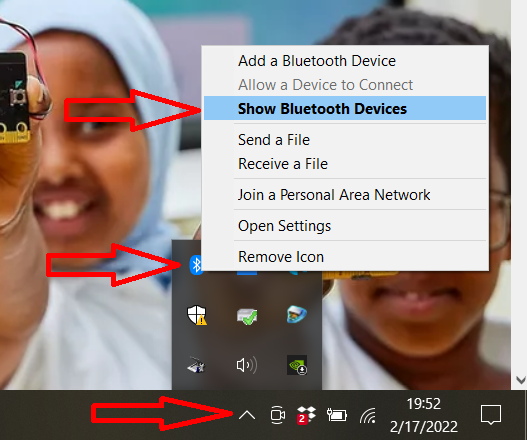 Add a Bluetooth Device
Allow a Device to Connect
Show Bluetooth Devices
Send a File
Receive a File
Join a Personal Area Network
Open Settings
Remove Icon
2
19:52
2/17/2022